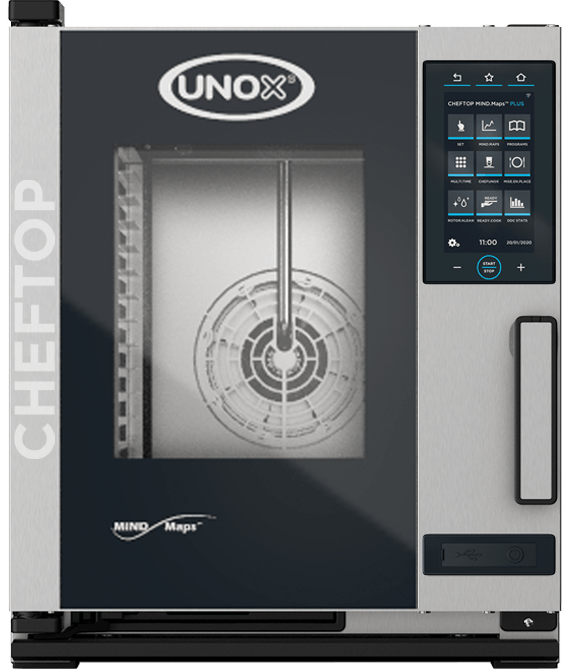 UNOX®
CHEFTOP
CHEFTOP MIND.Maps™ PLUS
SET
MIND.MAPS
PROGRAMS
MULTI.TIME
CHEFUNOX
MISE.EN.PLACE
READY
ROTOR.KLEAN
READY.COOK
DDC STATS
11:00
20/01/2020
−
START
STOP
+
MIND Maps™